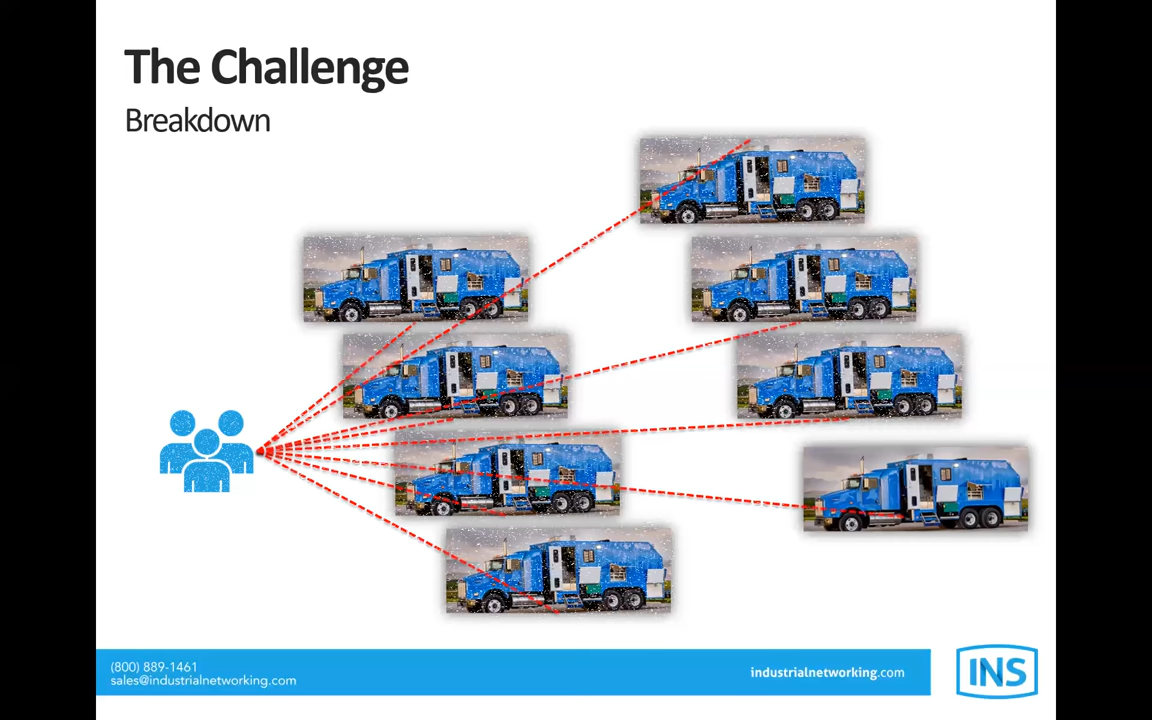 The Challenge
Breakdown
(800) 889-1461
sales@industrialnetworking.com
industrialnetworking.com
INS